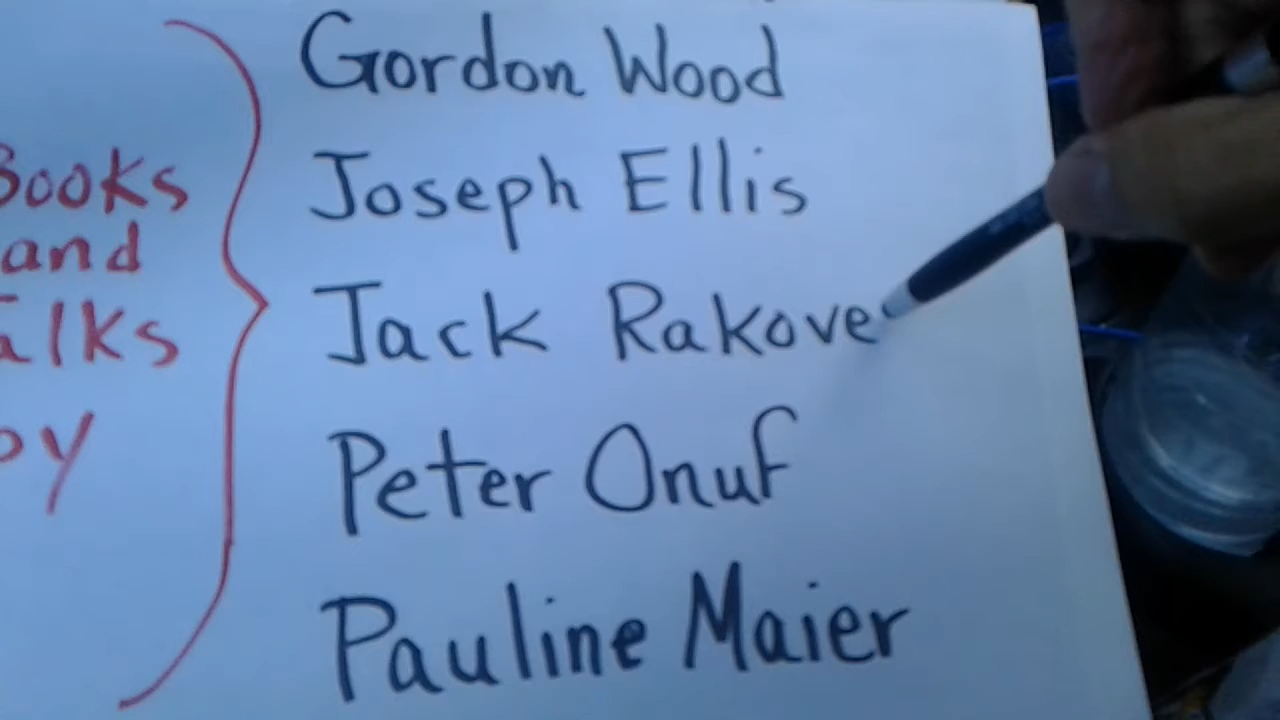 Gordon Wood
Books
Joseph Ellis
and
Jack Rakove
alks
Peter Onuf
by
Pauline Maier